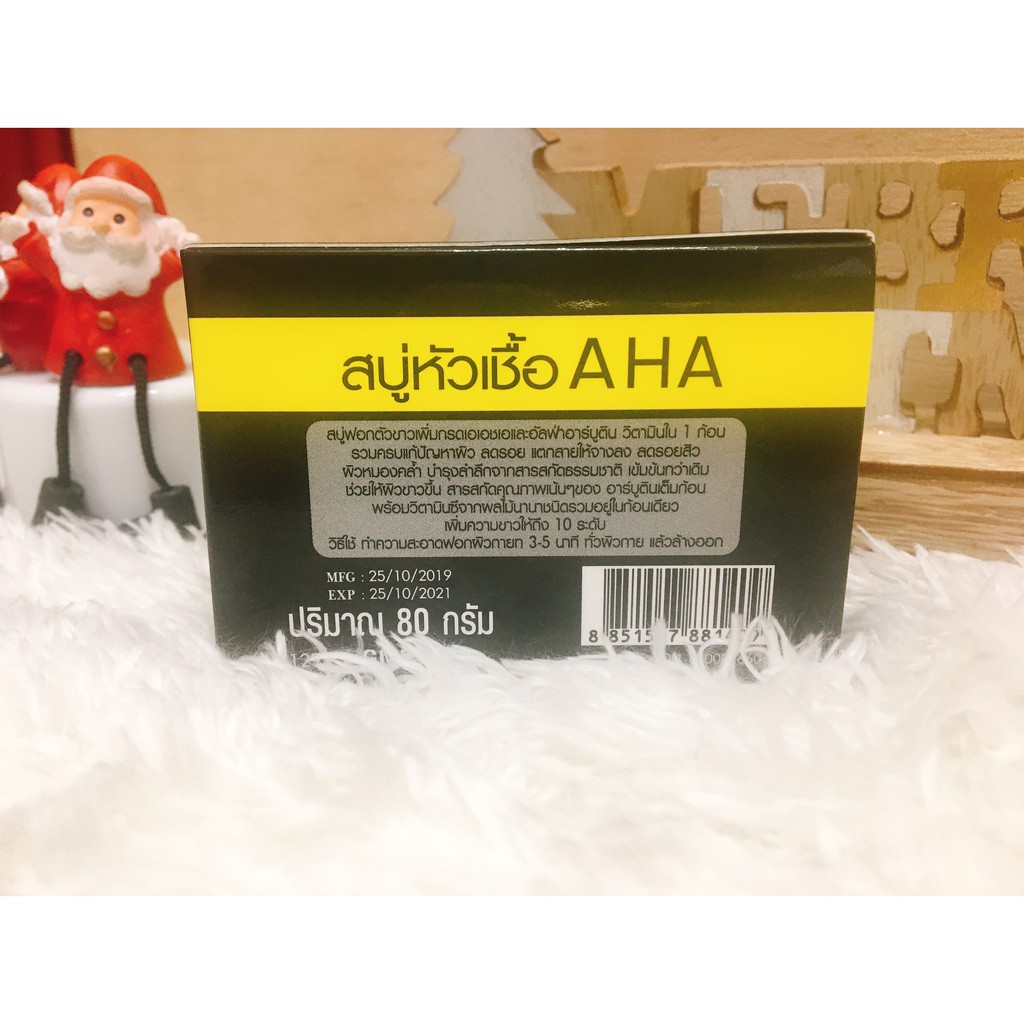 สบู่หัวเชื้อ AHA
สบู่ฟอกตัวขาวเพิ่มกรดเอเอชเอและอัลฟ่าอาร์บูติน วิตามินใน 1 ก้อน
รวมครบแก้ปัญหาผิว ลดรอย แตกลายให้จางลง ลดรอยสิว
ผิวหมองคล้ำ บำรุงล้ำลึกจากสารสกัดธรรมชาติ เข้มข้นกว่าเดิม
ช่วยให้ผิวขาวขึ้น สารสกัดคุณภาพเน้นๆของ อาร์บูตินเต็มก้อน
พร้อมวิตามินซีจากผลไม้นานาชนิดรวมอยู่ในก้อนเดียว
เพิ่มความขาวให้ถึง 10 ระดับ
วิธีใช้ ทำความสะอาดฟอกผิวกายท 3-5 นาที ทั่วผิวกาย แล้วล้างออก
MFG : 25/10/2019
EXP : 25/10/2021
ปริมาณ 80 กรัม